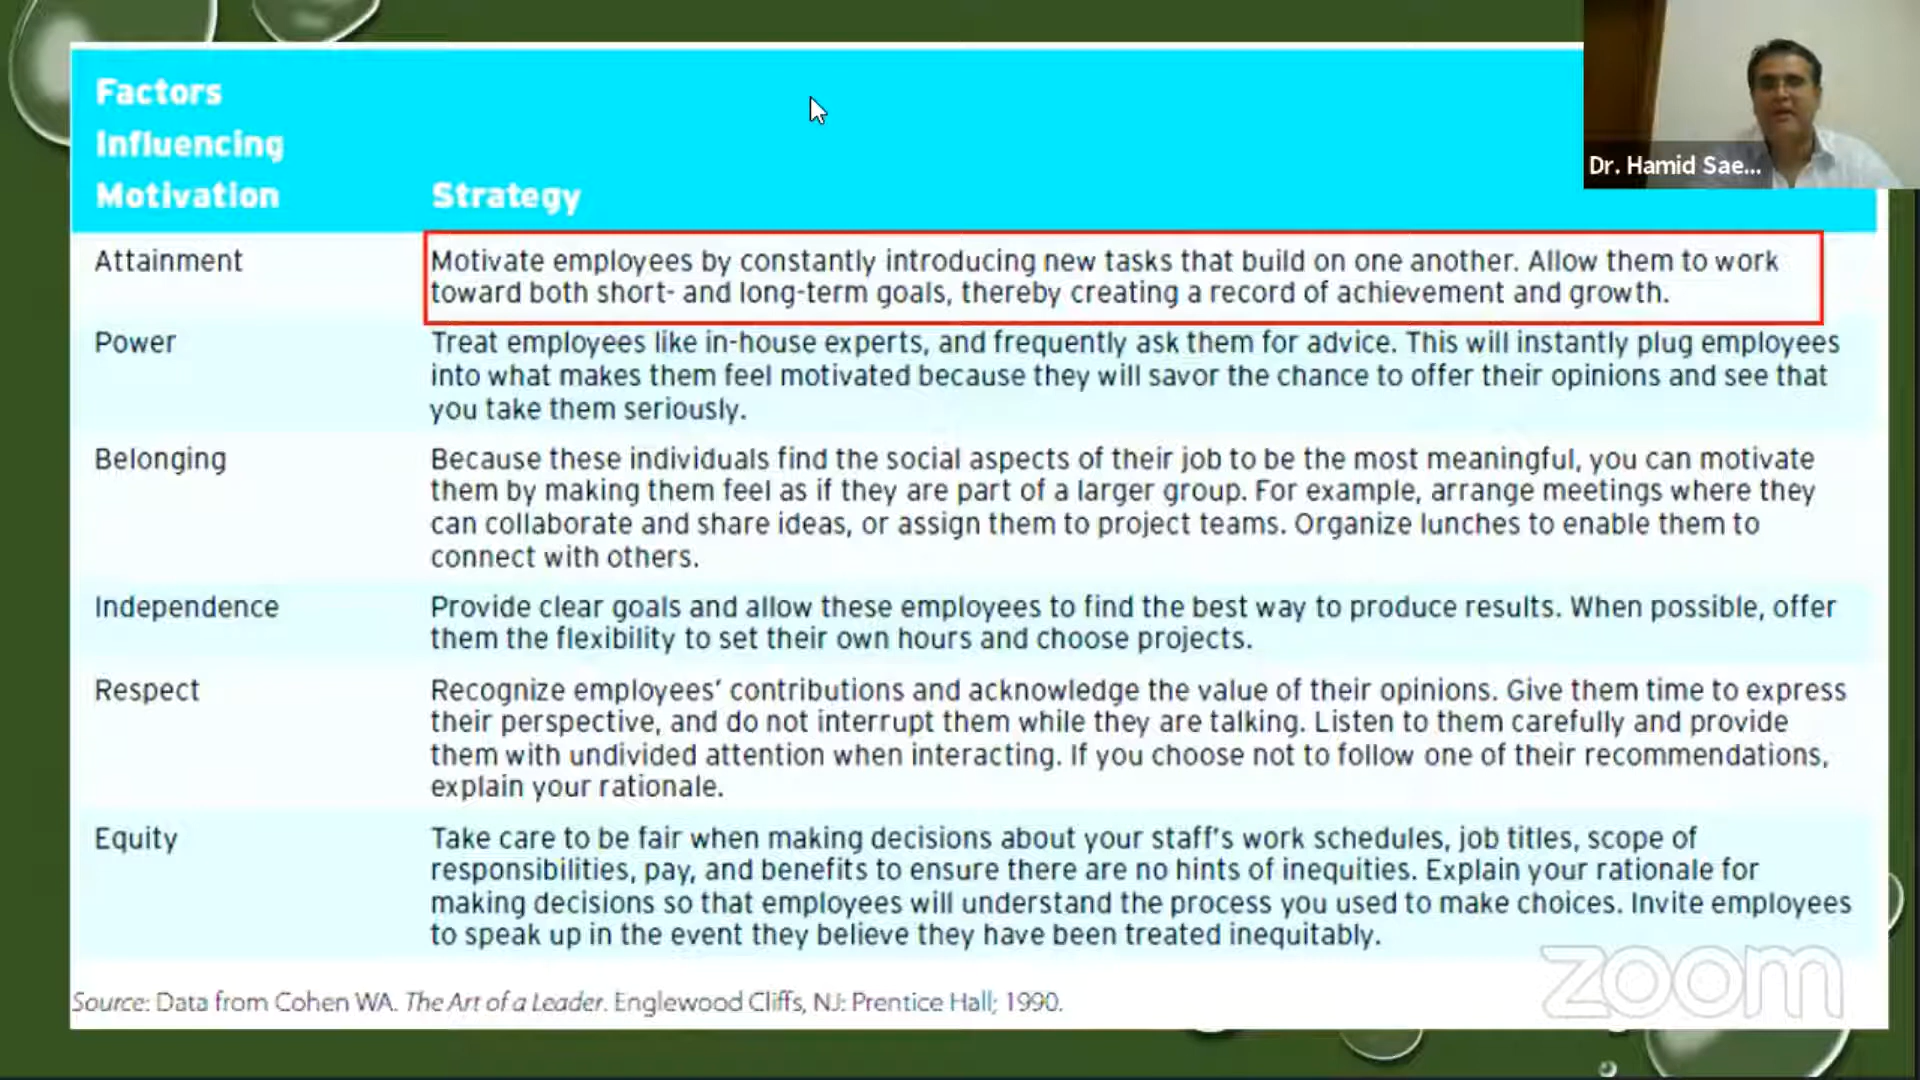 Factors
Influencing
Motivation
Strategy
Dr. Hamid Sae...
Attainment
Motivate employees by constantly introducing new tasks that build on one another. Allow them to work
toward both short- and long-term goals, thereby creating a record of achievement and growth.
Power
Treat employees like in-house experts, and frequently ask them for advice. This will instantly plug employees
into what makes them feel motivated because they will savor the chance to offer their opinions and see that
you take them seriously.
Belonging
Because these individuals find the social aspects of their job to be the most meaningful, you can motivate
them by making them feel as if they are part of a larger group. For example, arrange meetings where they
can collaborate and share ideas, or assign them to project teams. Organize lunches to enable them to
connect with others.
Independence
Provide clear goals and allow these employees to find the best way to produce results. When possible, offer
them the flexibility to set their own hours and choose projects.
Respect
Recognize employees' contributions and acknowledge the value of their opinions. Give them time to express
their perspective, and do not interrupt them while they are talking. Listen to them carefully and provide
them with undivided attention when interacting. If you choose not to follow one of their recommendations,
explain your rationale.
Equity
Take care to be fair when making decisions about your staff's work schedules, job titles, scope of
responsibilities, pay, and benefits to ensure there are no hints of inequities. Explain your rationale for
making decisions so that employees will understand the process you used to make choices. Invite employees
to speak up in the event they believe they have been treated inequitably.
Source: Data from Cohen WA. The Art of a Leader. Englewood Cliffs, NJ: Prentice Hall; 1990.
zoom